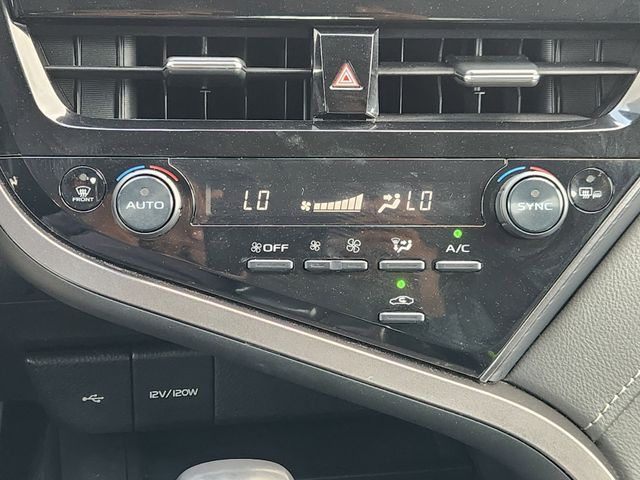 FRONT
AUTO
LO
LO
SYNC
OFF
A/C
12V/120W